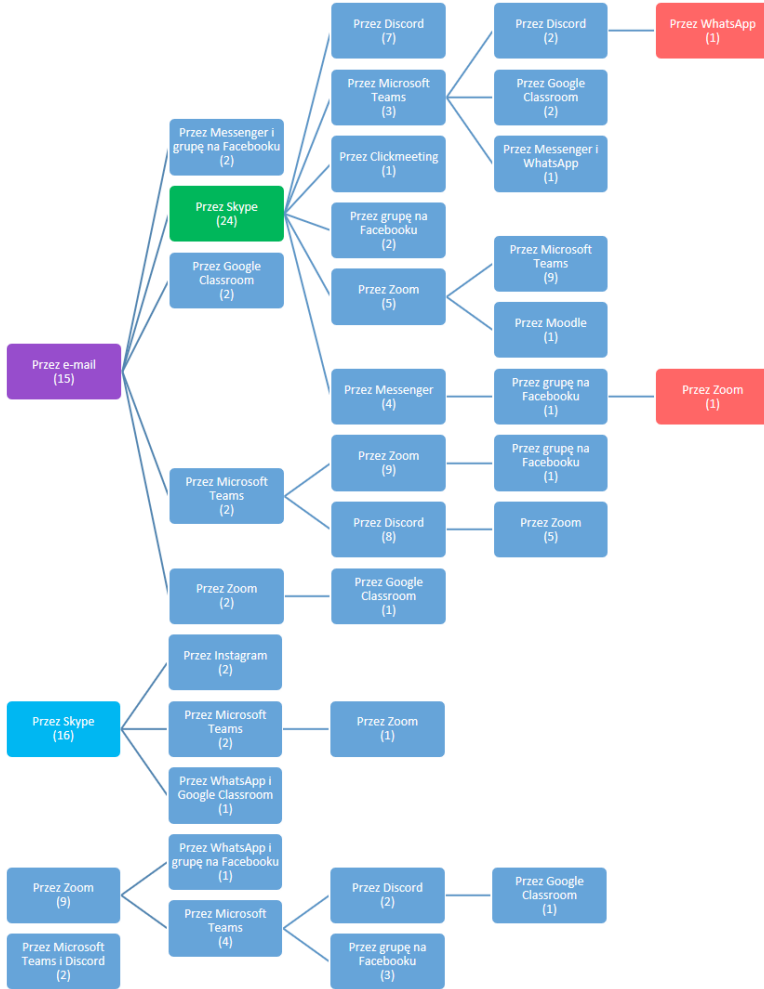 Przez Discord
(7)
Przez Discord
(2)
Przez WhatsApp
(1)
Przez Microsoft
Teams
(3)
Przez Google
Classroom
(2)
Przez Messenger i
grupę na Facebooku
(2)
Przez Clickmeeting
(1)
Przez Messenger i
WhatsApp
(1)
Przez Skype
(24)
Przez grupę na
Facebooku
(2)
Przez Google
Classroom
(2)
Przez Zoom
(5)
Przez Microsoft
Teams
(9)
Przez Moodle
(1)
Przez e-mail
(15)
Przez Messenger
(4)
Przez grupę na
Facebooku
(1)
Przez Zoom
(1)
Przez Microsoft
Teams
(2)
Przez Zoom
(9)
Przez grupę na
Facebooku
(1)
Przez Discord
(8)
Przez Zoom
(5)
Przez Zoom
(2)
Przez Google
Classroom
(1)
Przez Instagram
(2)
Przez Skype
(16)
Przez Microsoft
Teams
(2)
Przez Zoom
(1)
Przez WhatsApp i
Google Classroom
(1)
Przez WhatsApp i
grupę na Facebooku
(1)
Przez Zoom
(9)
Przez Microsoft
Teams
(4)
Przez Discord
(2)
Przez Google
Classroom
(1)
Przez Microsoft
Teams i Discord
(2)
Przez grupę na
Facebooku
(3)